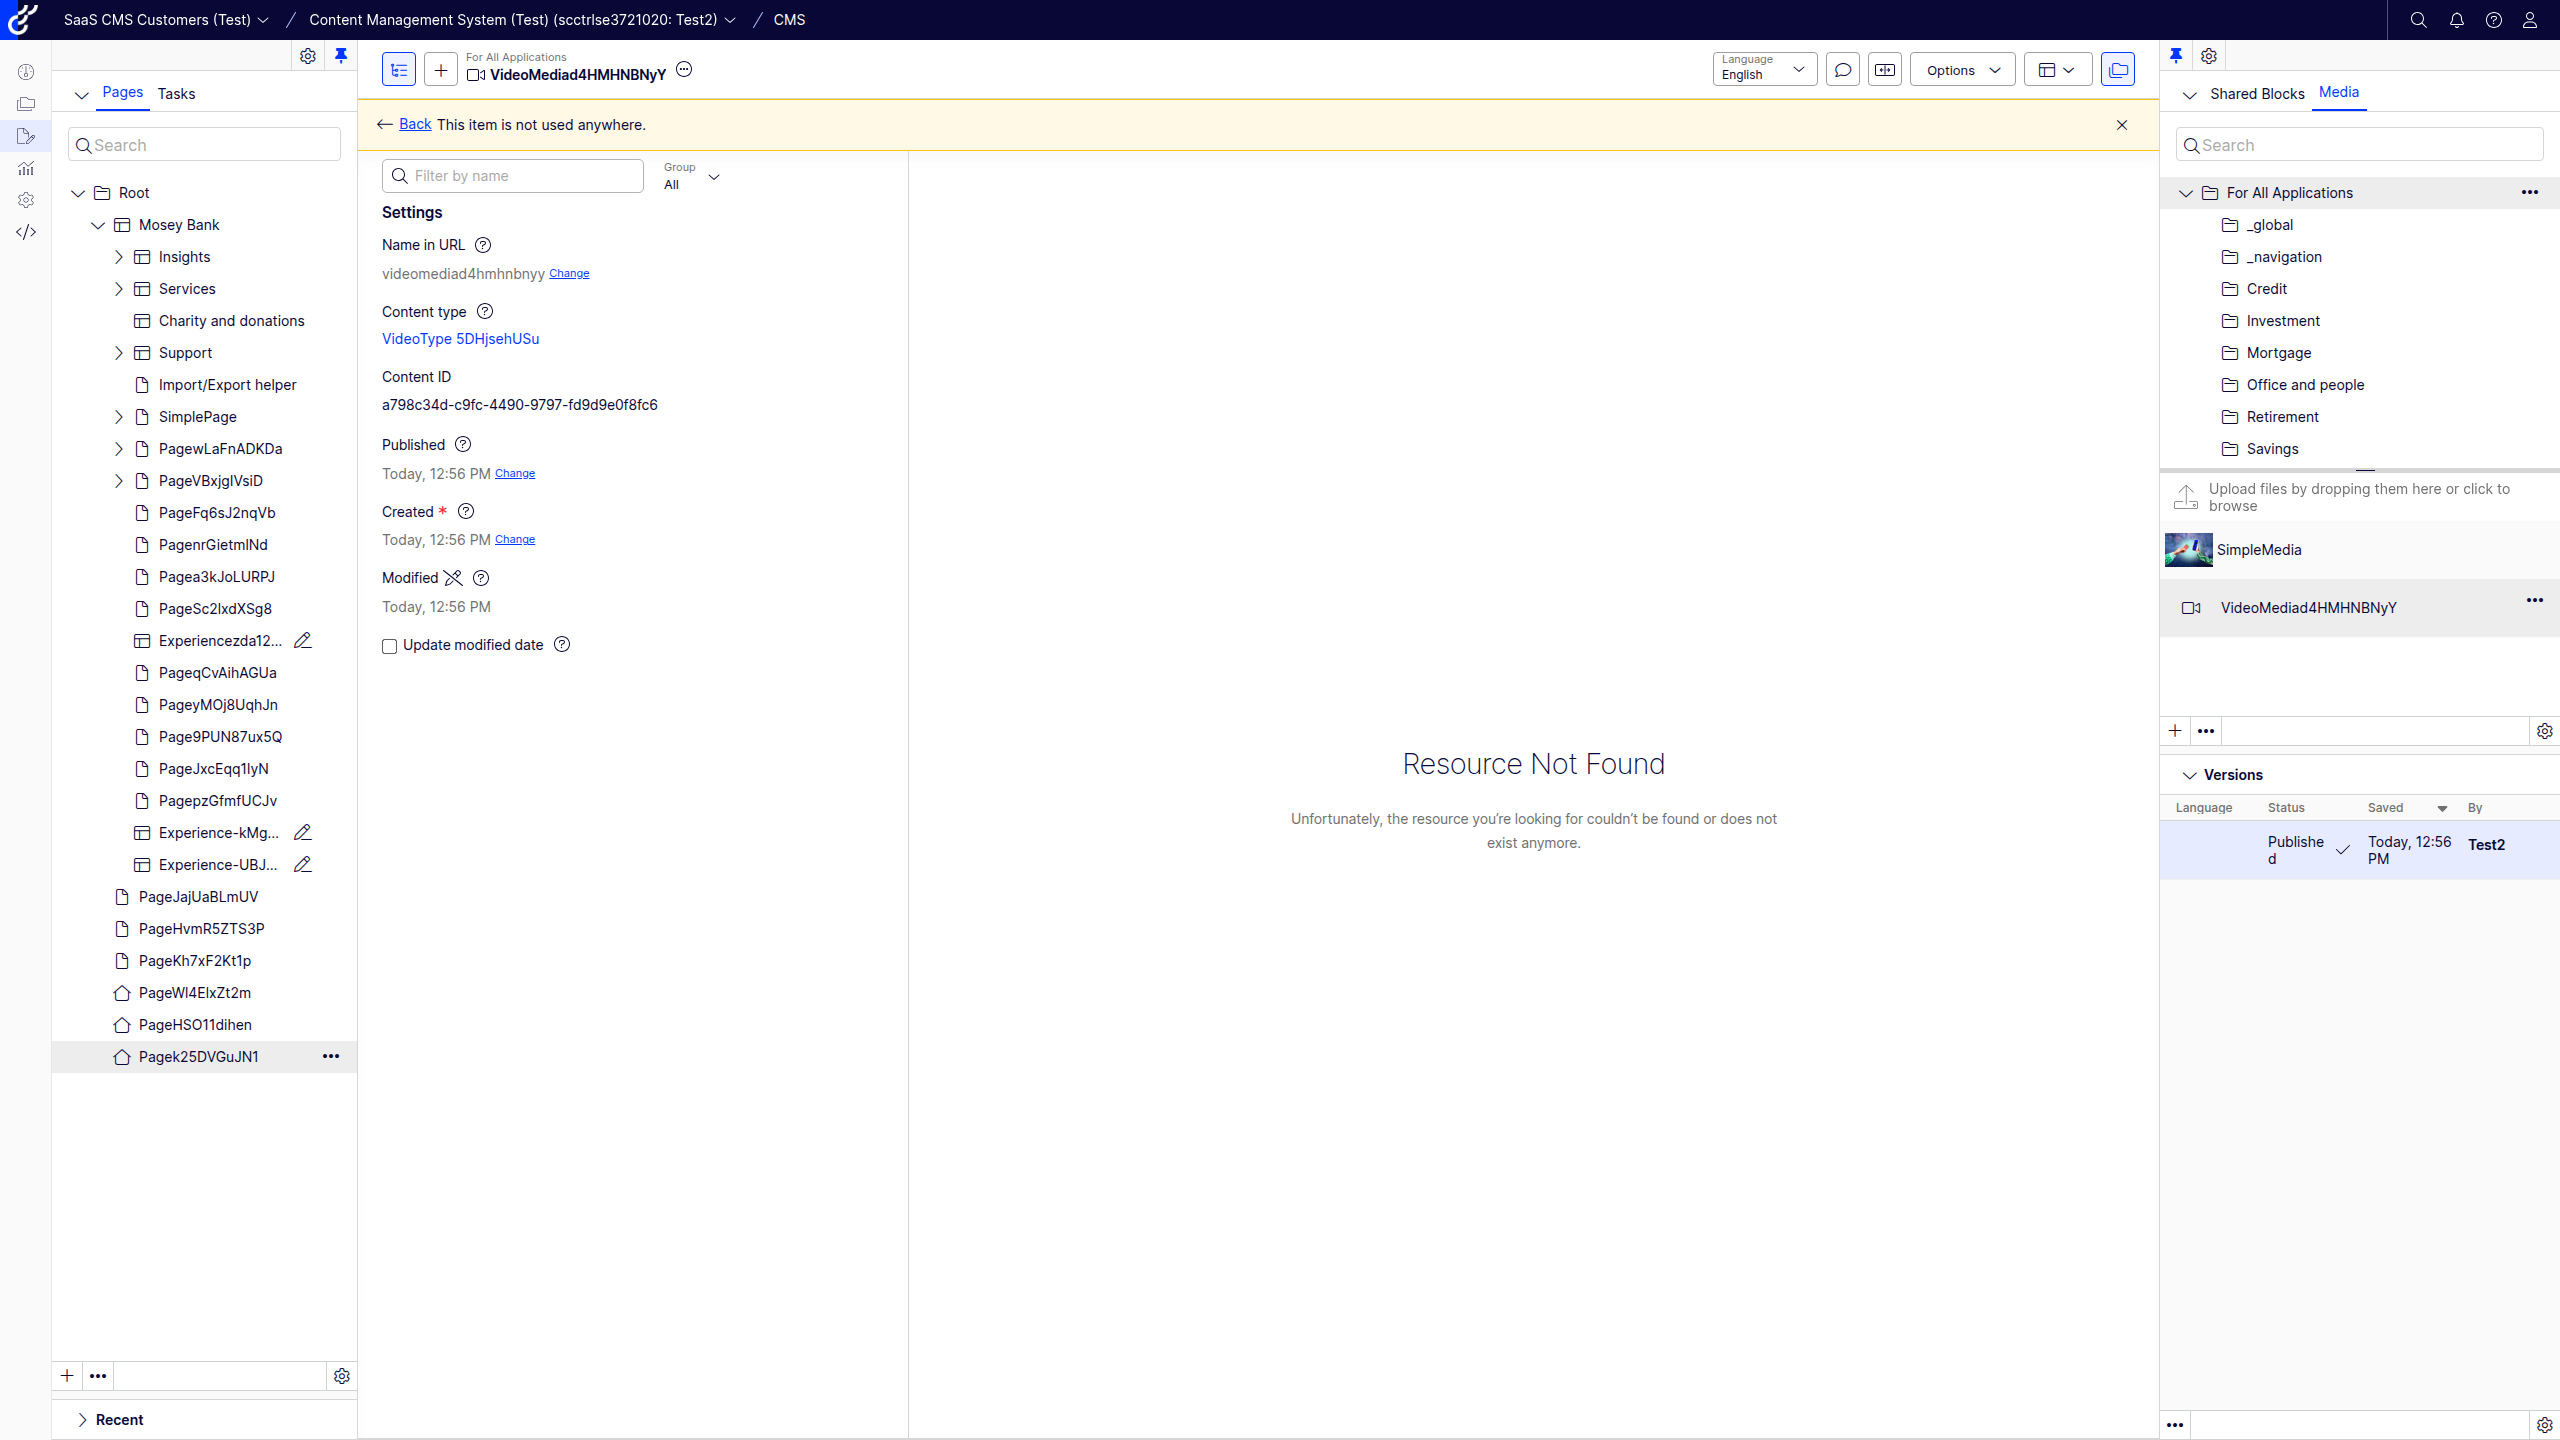 SaaS CMS Customers (Test) / Content Management System (Test) (scctrlse3721020: Test2) / CMS
Pages Tasks
Search
Root
Mosey Bank
Insights
Services
Charity and donations
Support
Import/Export helper
SimplePage
PagewLaFnADKDa
PageVBxjglVsiD
PageFq6sJ2nqVb
PagenrGietmlNd
Pagea3kJoLURPJ
PageSc2lxdXSg8
Experiencezda12...
PageqCvAihAGUa
PageyMOj8UqhJn
Page9PUN87ux5Q
PageJxcEqq1lyN
PagepzGfmfUCJv
Experience-kMg...
Experience-UBJ...
PageJajUaBLmUV
PageHvmR5ZTS3P
PageKh7xF2Kt1p
PageWl4ElxZt2m
PageHSO11dihen
Pagek25DVGuJN1
Recent
For All Applications
VideoMediad4HMHNBNyY
Language
English
Options
Back This item is not used anywhere.
Filter by name
Group
All
Settings
Name in URL
videomediad4hmhnbnyy Change
Content type
VideoType 5DHjsehUSu
Content ID
a798c34d-c9fc-4490-9797-fd9d9e0f8fc6
Published
Today, 12:56 PM Change
Created *
Today, 12:56 PM Change
Modified
Today, 12:56 PM
Update modified date
Resource Not Found
Unfortunately, the resource you’re looking for couldn’t be found or does not
exist anymore.
Shared Blocks Media
Search
For All Applications
_global
_navigation
Credit
Investment
Mortgage
Office and people
Retirement
Savings
Upload files by dropping them here or click to
browse
SimpleMedia
VideoMediad4HMHNBNyY
Versions
Language Status Saved By
Publishe
d
Today, 12:56
PM
Test2